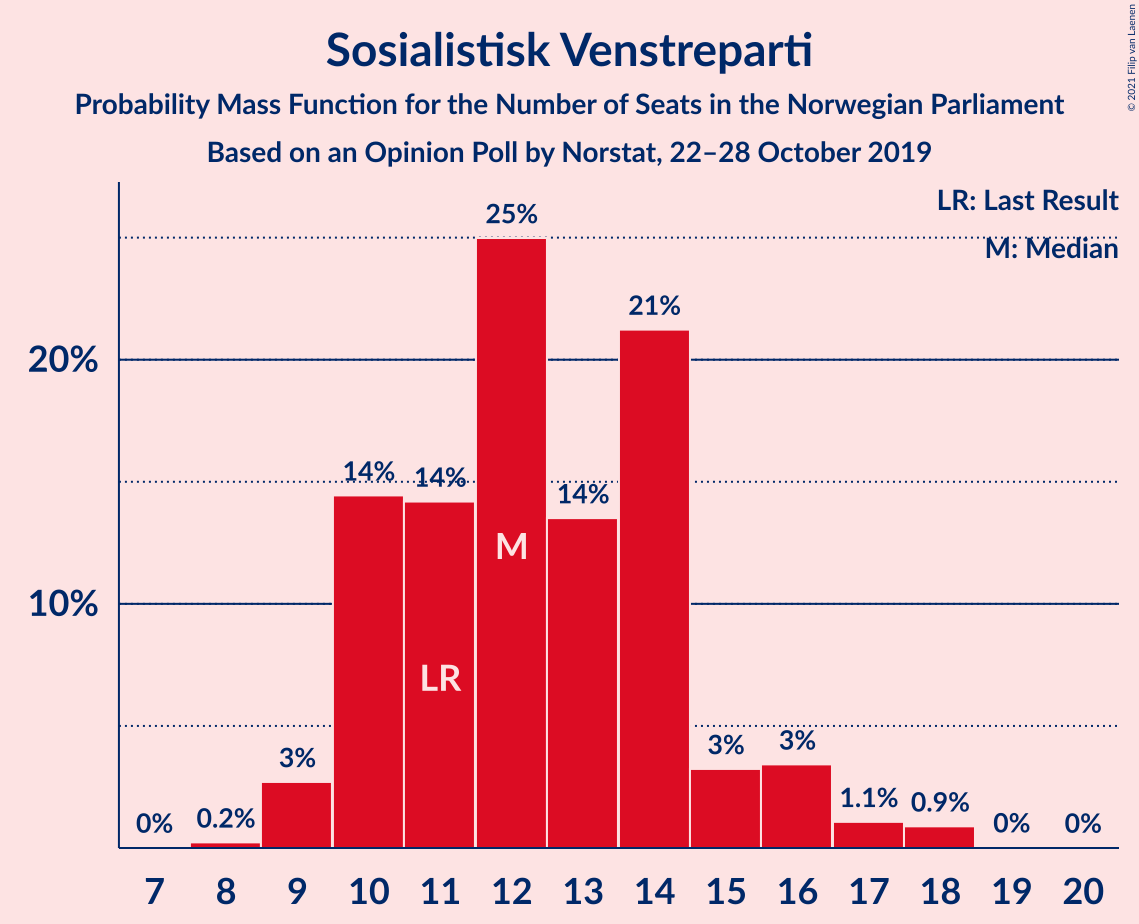 Sosialistisk Venstreparti
Probability Mass Function for the Number of Seats in the Norwegian Parliament
Based on an Opinion Poll by Norstat, 22–28 October 2019
© 2021 Filip van Laenen
LR: Last Result
M: Median
20%
10%
0%
0.2%
3%
14%
14%
25%
14%
21%
3%
3%
1.1%
0.9%
0%
0%
M
LR
7 8 9 10 11 12 13 14 15 16 17 18 19 20